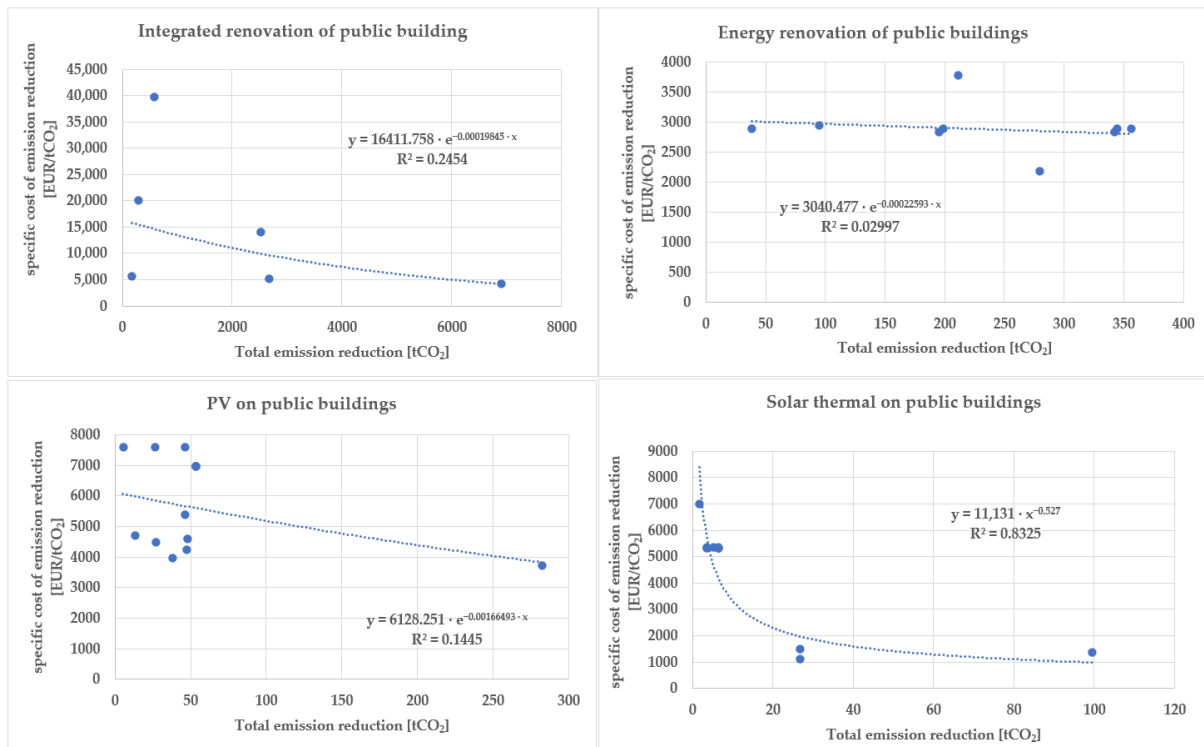 Integrated renovation of public building
specific cost of emission reduction
[EUR/tCO₂]
45,000
40,000
35,000
30,000
25,000
20,000
15,000
10,000
5,000
0
y = 16411.758 · e⁻⁰·⁰⁰⁰¹⁹⁸⁴⁵ · ˣ
R² = 0.2454
0 2000 4000 6000 8000
Total emission reduction [tCO₂]
Energy renovation of public buildings
specific cost of emission reduction
[EUR/tCO₂]
4000
3500
3000
2500
2000
1500
1000
500
0
y = 3040.477 · e⁻⁰·⁰⁰⁰²²⁵⁹³ · ˣ
R² = 0.02997
0 50 100 150 200 250 300 350 400
Total emission reduction [tCO₂]
PV on public buildings
specific cost of emission reduction
[EUR/tCO₂]
8000
7000
6000
5000
4000
3000
2000
1000
0
y = 6128.251 · e⁻⁰·⁰⁰¹⁶⁶⁴⁹³ · ˣ
R² = 0.1445
0 50 100 150 200 250 300
Total emission reduction [tCO₂]
Solar thermal on public buildings
specific cost of emission reduction
[EUR/tCO₂]
9000
8000
7000
6000
5000
4000
3000
2000
1000
0
y = 11,131 · x⁻⁰·⁵²⁷
R² = 0.8325
0 20 40 60 80 100 120
Total emission reduction [tCO₂]